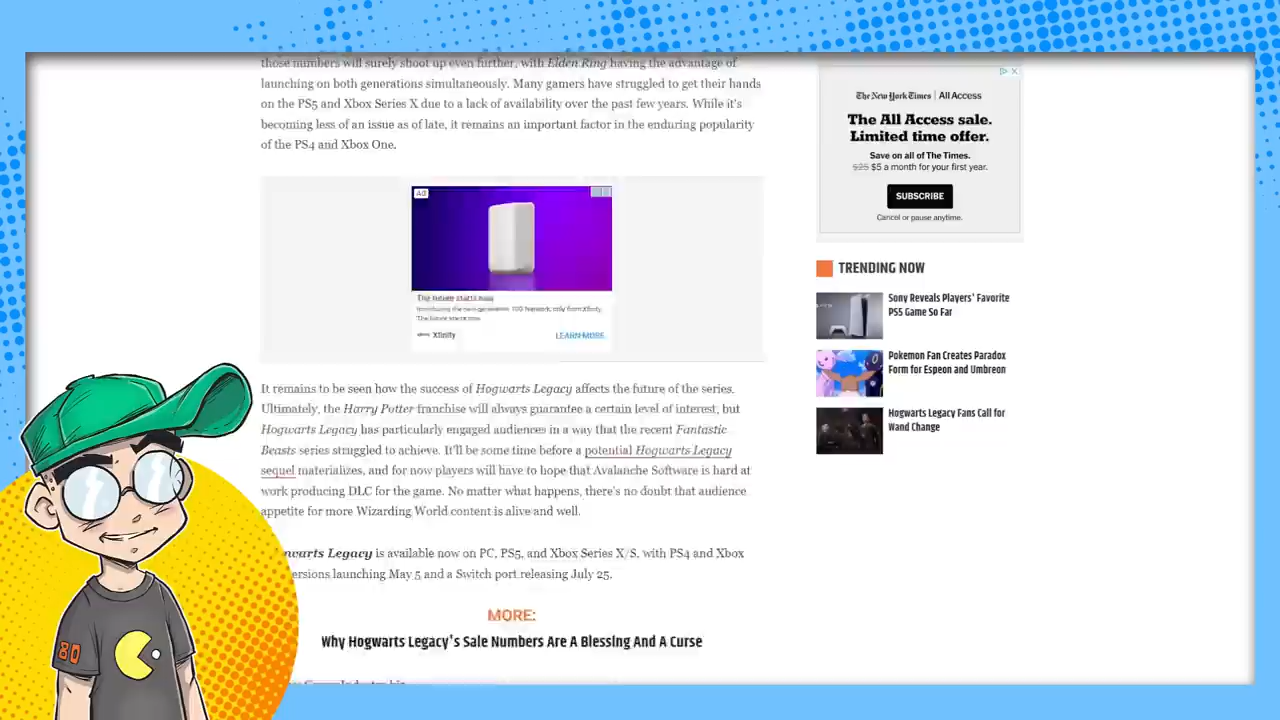 those numbers will surely shoot up even further, with Elden Ring having the advantage of
launching on both generations simultaneously. Many gamers have struggled to get their hands
on the PS5 and Xbox Series X due to a lack of availability over the past few years. While it's
becoming less of an issue as of late, it remains an important factor in the enduring popularity
of the PS4 and Xbox One.
Ad
The future starts now
Introducing the next generation 10G Network, only from Xfinity.
The future starts now.
Xfinity
LEARN MORE
It remains to be seen how the success of Hogwarts Legacy affects the future of the series.
Ultimately, the Harry Potter franchise will always guarantee a certain level of interest, but
Hogwarts Legacy has particularly engaged audiences in a way that the recent Fantastic
Beasts series struggled to achieve. It'll be some time before a potential Hogwarts Legacy
sequel materializes, and for now players will have to hope that Avalanche Software is hard at
work producing DLC for the game. No matter what happens, there's no doubt that audience
appetite for more Wizarding World content is alive and well.
warts Legacy is available now on PC, PS5, and Xbox Series X/S, with PS4 and Xbox
ersions launching May 5 and a Switch port releasing July 25.
MORE:
Why Hogwarts Legacy's Sale Numbers Are A Blessing And A Curse
The New York Times | All Access
The All Access sale.
Limited time offer.
Save on all of The Times.
$25 $5 a month for your first year.
SUBSCRIBE
Cancel or pause anytime.
TRENDING NOW
Sony Reveals Players' Favorite
PS5 Game So Far
Pokemon Fan Creates Paradox
Form for Espeon and Umbreon
Hogwarts Legacy Fans Call for
Wand Change
80